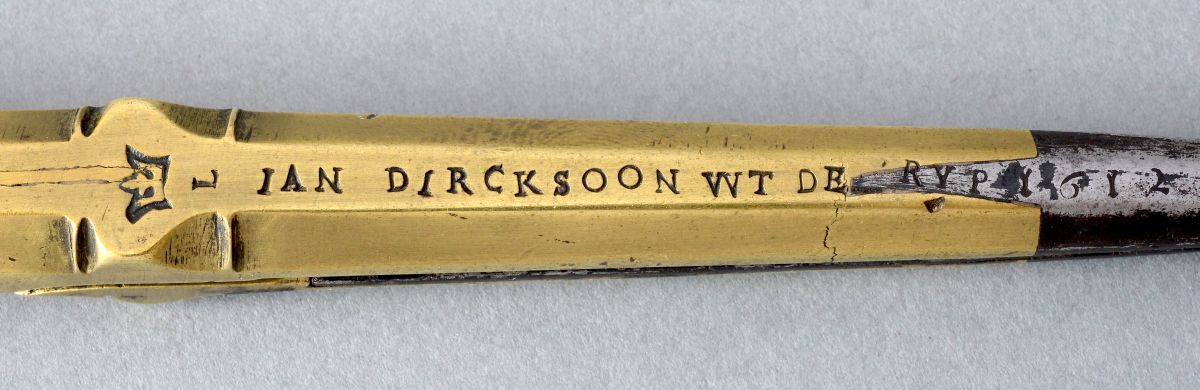 L IAN DIRCKSOON WT DE RYP 1612